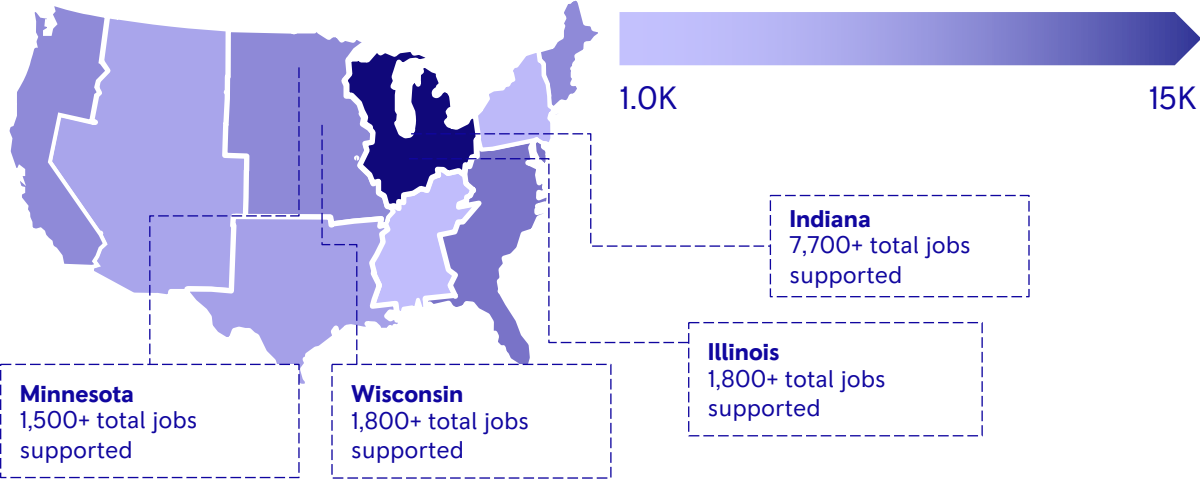 1.0K
15K
Indiana
7,700+ total jobs
supported
Illinois
1,800+ total jobs
supported
Minnesota
1,500+ total jobs
supported
Wisconsin
1,800+ total jobs
supported